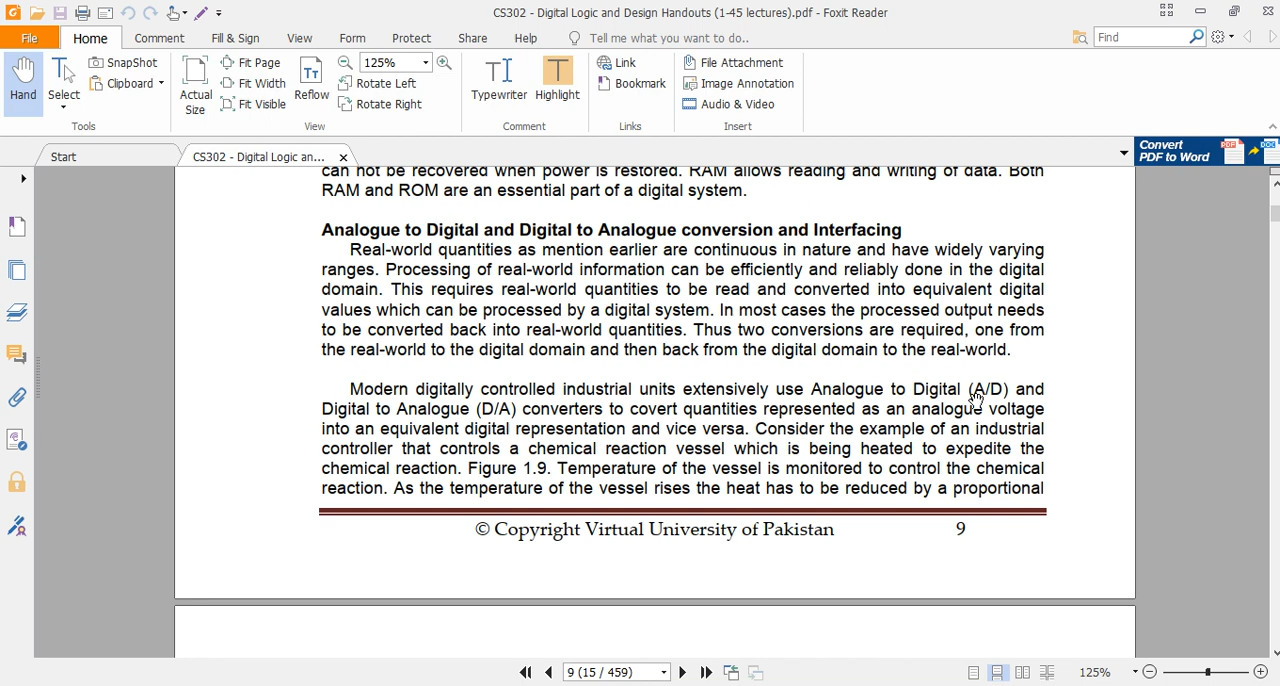 CS302 - Digital Logic and Design Handouts (1-45 lectures).pdf - Foxit Reader
File Home Comment Fill & Sign View Form Protect Share Help Tell me what you want to do.. Find
Hand Select SnapShot Clipboard Actual Size Fit Page Fit Width Fit Visible Reflow 125% Rotate Left Rotate Right Typewriter Highlight Link Bookmark File Attachment Image Annotation Audio & Video
Tools View Comment Links Insert
Start CS302 - Digital Logic an... Convert PDF to Word PDF DOC
can not be recovered when power is restored. RAM allows reading and writing of data. Both
RAM and ROM are an essential part of a digital system.
Analogue to Digital and Digital to Analogue conversion and Interfacing
Real-world quantities as mention earlier are continuous in nature and have widely varying
ranges. Processing of real-world information can be efficiently and reliably done in the digital
domain. This requires real-world quantities to be read and converted into equivalent digital
values which can be processed by a digital system. In most cases the processed output needs
to be converted back into real-world quantities. Thus two conversions are required, one from
the real-world to the digital domain and then back from the digital domain to the real-world.
Modern digitally controlled industrial units extensively use Analogue to Digital (A/D) and
Digital to Analogue (D/A) converters to covert quantities represented as an analogue voltage
into an equivalent digital representation and vice versa. Consider the example of an industrial
controller that controls a chemical reaction vessel which is being heated to expedite the
chemical reaction. Figure 1.9. Temperature of the vessel is monitored to control the chemical
reaction. As the temperature of the vessel rises the heat has to be reduced by a proportional
© Copyright Virtual University of Pakistan 9
9 (15 / 459) 125%